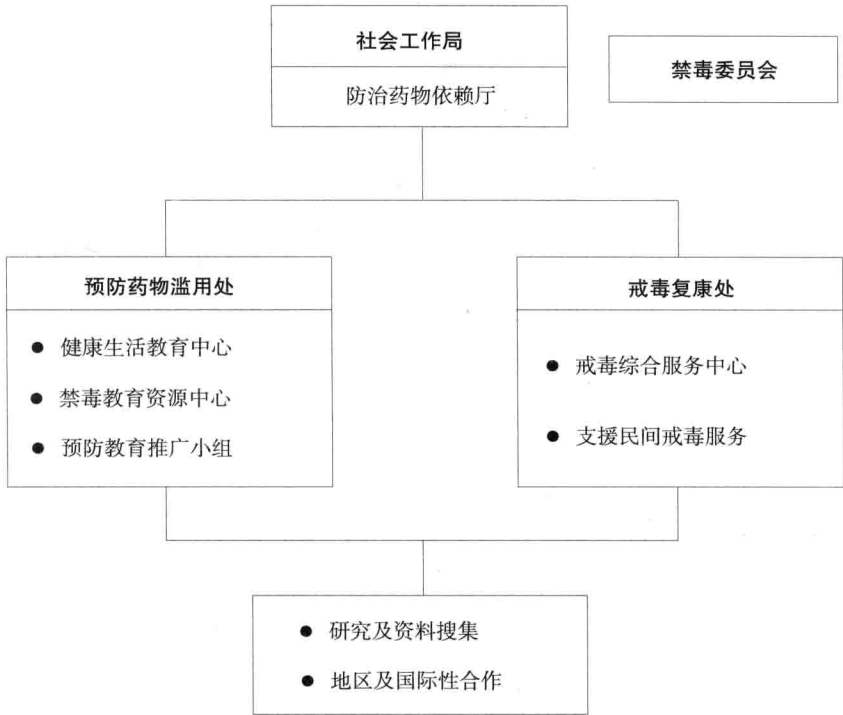 社会工作局
防治药物依赖厅
禁毒委员会
预防药物滥用处
● 健康生活教育中心
● 禁毒教育资源中心
● 预防教育推广小组
戒毒复康处
● 戒毒综合服务中心
● 支援民间戒毒服务
● 研究及资料搜集
● 地区及国际性合作